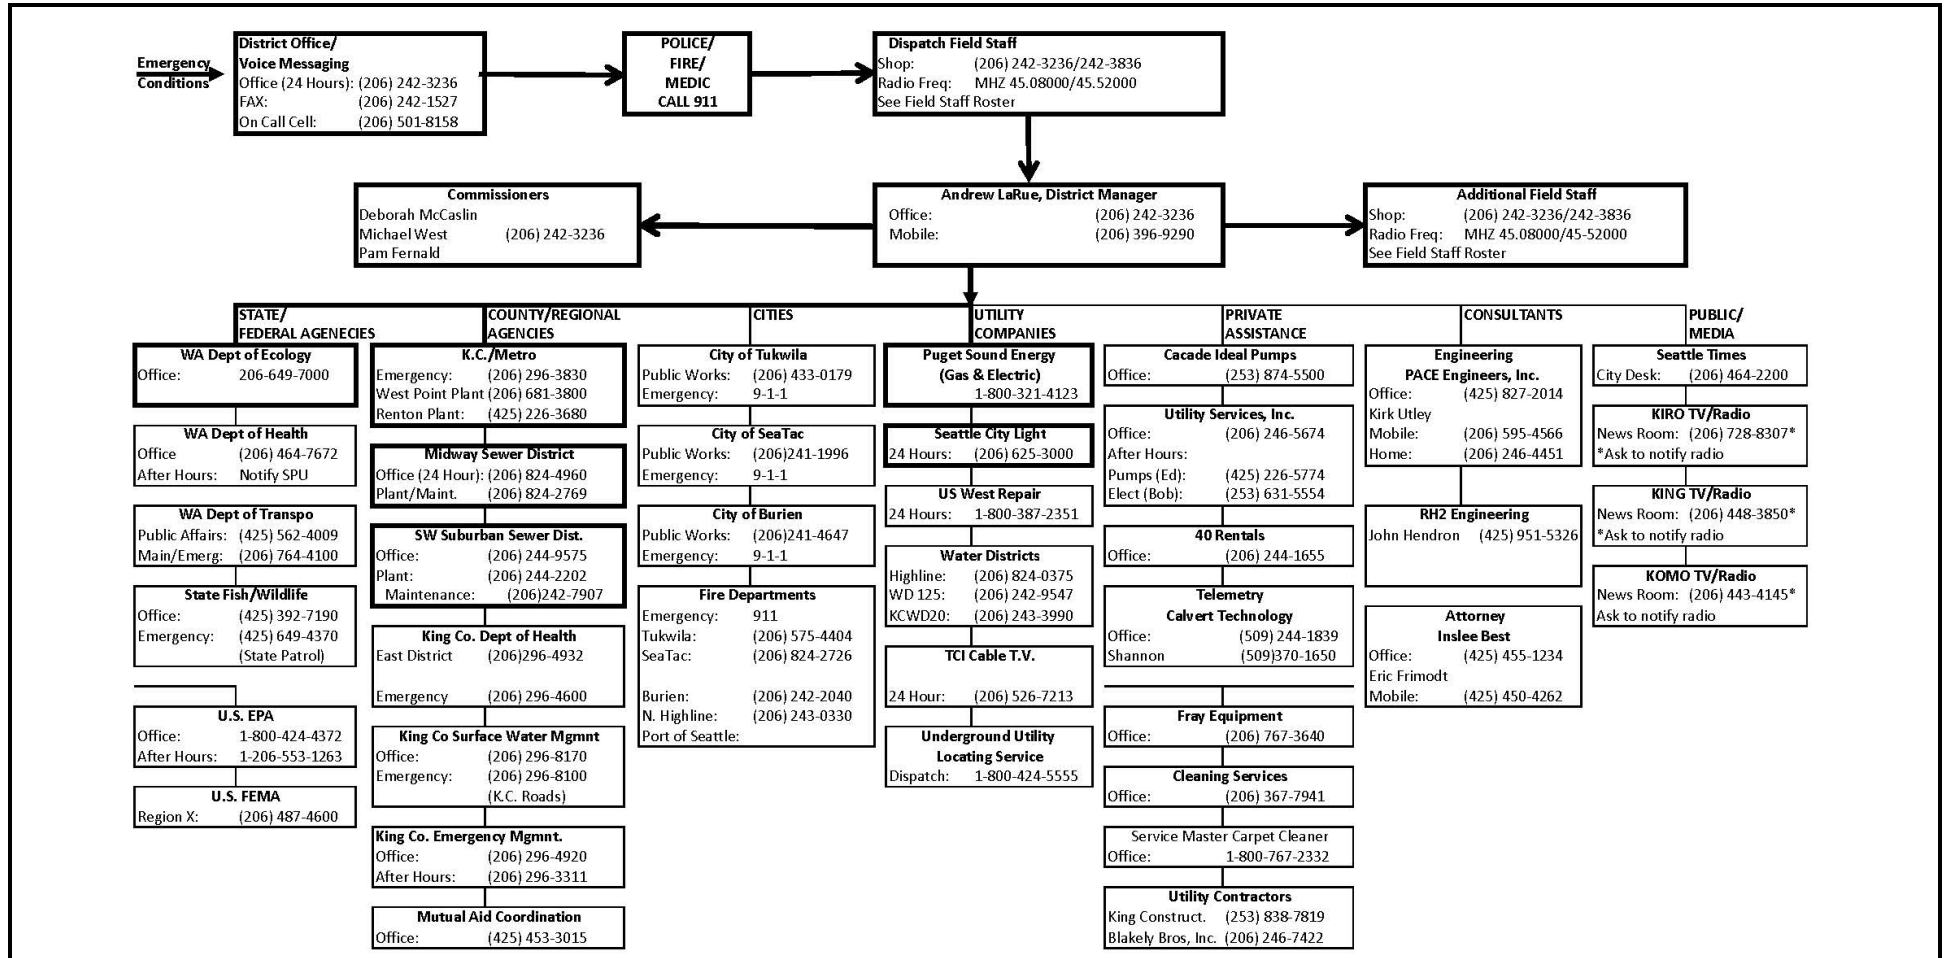 Emergency
Conditions
District Office/
Voice Messaging
Office (24 Hours): (206) 242-3236
FAX: (206) 242-1527
On Call Cell: (206) 501-8158
POLICE/
FIRE/
MEDIC
CALL 911
Dispatch Field Staff
Shop: (206) 242-3236/242-3836
Radio Freq: MHZ 45.08000/45.52000
See Field Staff Roster
Commissioners
Deborah McCaslin
Michael West (206) 242-3236
Pam Fernald
Andrew LaRue, District Manager
Office: (206) 242-3236
Mobile: (206) 396-9290
Additional Field Staff
Shop: (206) 242-3236/242-3836
Radio Freq: MHZ 45.08000/45-52000
See Field Staff Roster
STATE/
FEDERAL AGENECIES
WA Dept of Ecology
Office: 206-649-7000
WA Dept of Health
Office (206) 464-7672
After Hours: Notify SPU
WA Dept of Transpo
Public Affairs: (425) 562-4009
Main/Emerg: (206) 764-4100
State Fish/Wildlife
Office: (425) 392-7190
Emergency: (425) 649-4370
(State Patrol)
U.S. EPA
Office: 1-800-424-4372
After Hours: 1-206-553-1263
U.S. FEMA
Region X: (206) 487-4600
COUNTY/REGIONAL
AGENCIES
K.C./Metro
Emergency: (206) 296-3830
West Point Plant (206) 681-3800
Renton Plant: (425) 226-3680
Midway Sewer District
Office (24 Hour): (206) 824-4960
Plant/Maint. (206) 824-2769
SW Suburban Sewer Dist.
Office: (206) 244-9575
Plant: (206) 244-2202
Maintenance: (206)242-7907
King Co. Dept of Health
East District (206)296-4932
Emergency (206) 296-4600
King Co Surface Water Mgmnt
Office: (206) 296-8170
Emergency: (206) 296-8100
(K.C. Roads)
King Co. Emergency Mgmnt.
Office: (206) 296-4920
After Hours: (206) 296-3311
Mutual Aid Coordination
Office: (425) 453-3015
CITIES
City of Tukwila
Public Works: (206) 433-0179
Emergency: 9-1-1
City of SeaTac
Public Works: (206)241-1996
Emergency: 9-1-1
City of Burien
Public Works: (206)241-4647
Emergency: 9-1-1
Fire Departments
Emergency: 911
Tukwila: (206) 575-4404
SeaTac: (206) 824-2726
Burien: (206) 242-2040
N. Highline: (206) 243-0330
Port of Seattle:
UTILITY
COMPANIES
Puget Sound Energy
(Gas & Electric)
1-800-321-4123
Seattle City Light
24 Hours: (206) 625-3000
US West Repair
24 Hours: 1-800-387-2351
Water Districts
Highline: (206) 824-0375
WD 125: (206) 242-9547
KCWD20: (206) 243-3990
TCI Cable T.V.
24 Hour: (206) 526-7213
Underground Utility
Locating Service
Dispatch: 1-800-424-5555
PRIVATE
ASSISTANCE
Cacade Ideal Pumps
Office: (253) 874-5500
Utility Services, Inc.
Office: (206) 246-5674
After Hours:
Pumps (Ed): (425) 226-5774
Elect (Bob): (253) 631-5554
40 Rentals
Office: (206) 244-1655
Telemetry
Calvert Technology
Office: (509) 244-1839
Shannon (509)370-1650
Fray Equipment
Office: (206) 767-3640
Cleaning Services
Office: (206) 367-7941
Service Master Carpet Cleaner
Office: 1-800-767-2332
Utility Contractors
King Construct. (253) 838-7819
Blakely Bros, Inc. (206) 246-7422
CONSULTANTS
Engineering
PACE Engineers, Inc.
Office: (425) 827-2014
Kirk Utley
Mobile: (206) 595-4566
Home: (206) 246-4451
RH2 Engineering
John Hendron (425) 951-5326
Attorney
Inslee Best
Office: (425) 455-1234
Eric Frimodt
Mobile: (425) 450-4262
PUBLIC/
MEDIA
Seattle Times
City Desk: (206) 464-2200
KIRO TV/Radio
News Room: (206) 728-8307*
*Ask to notify radio
KING TV/Radio
News Room: (206) 448-3850*
*Ask to notify radio
KOMO TV/Radio
News Room: (206) 443-4145*
Ask to notify radio